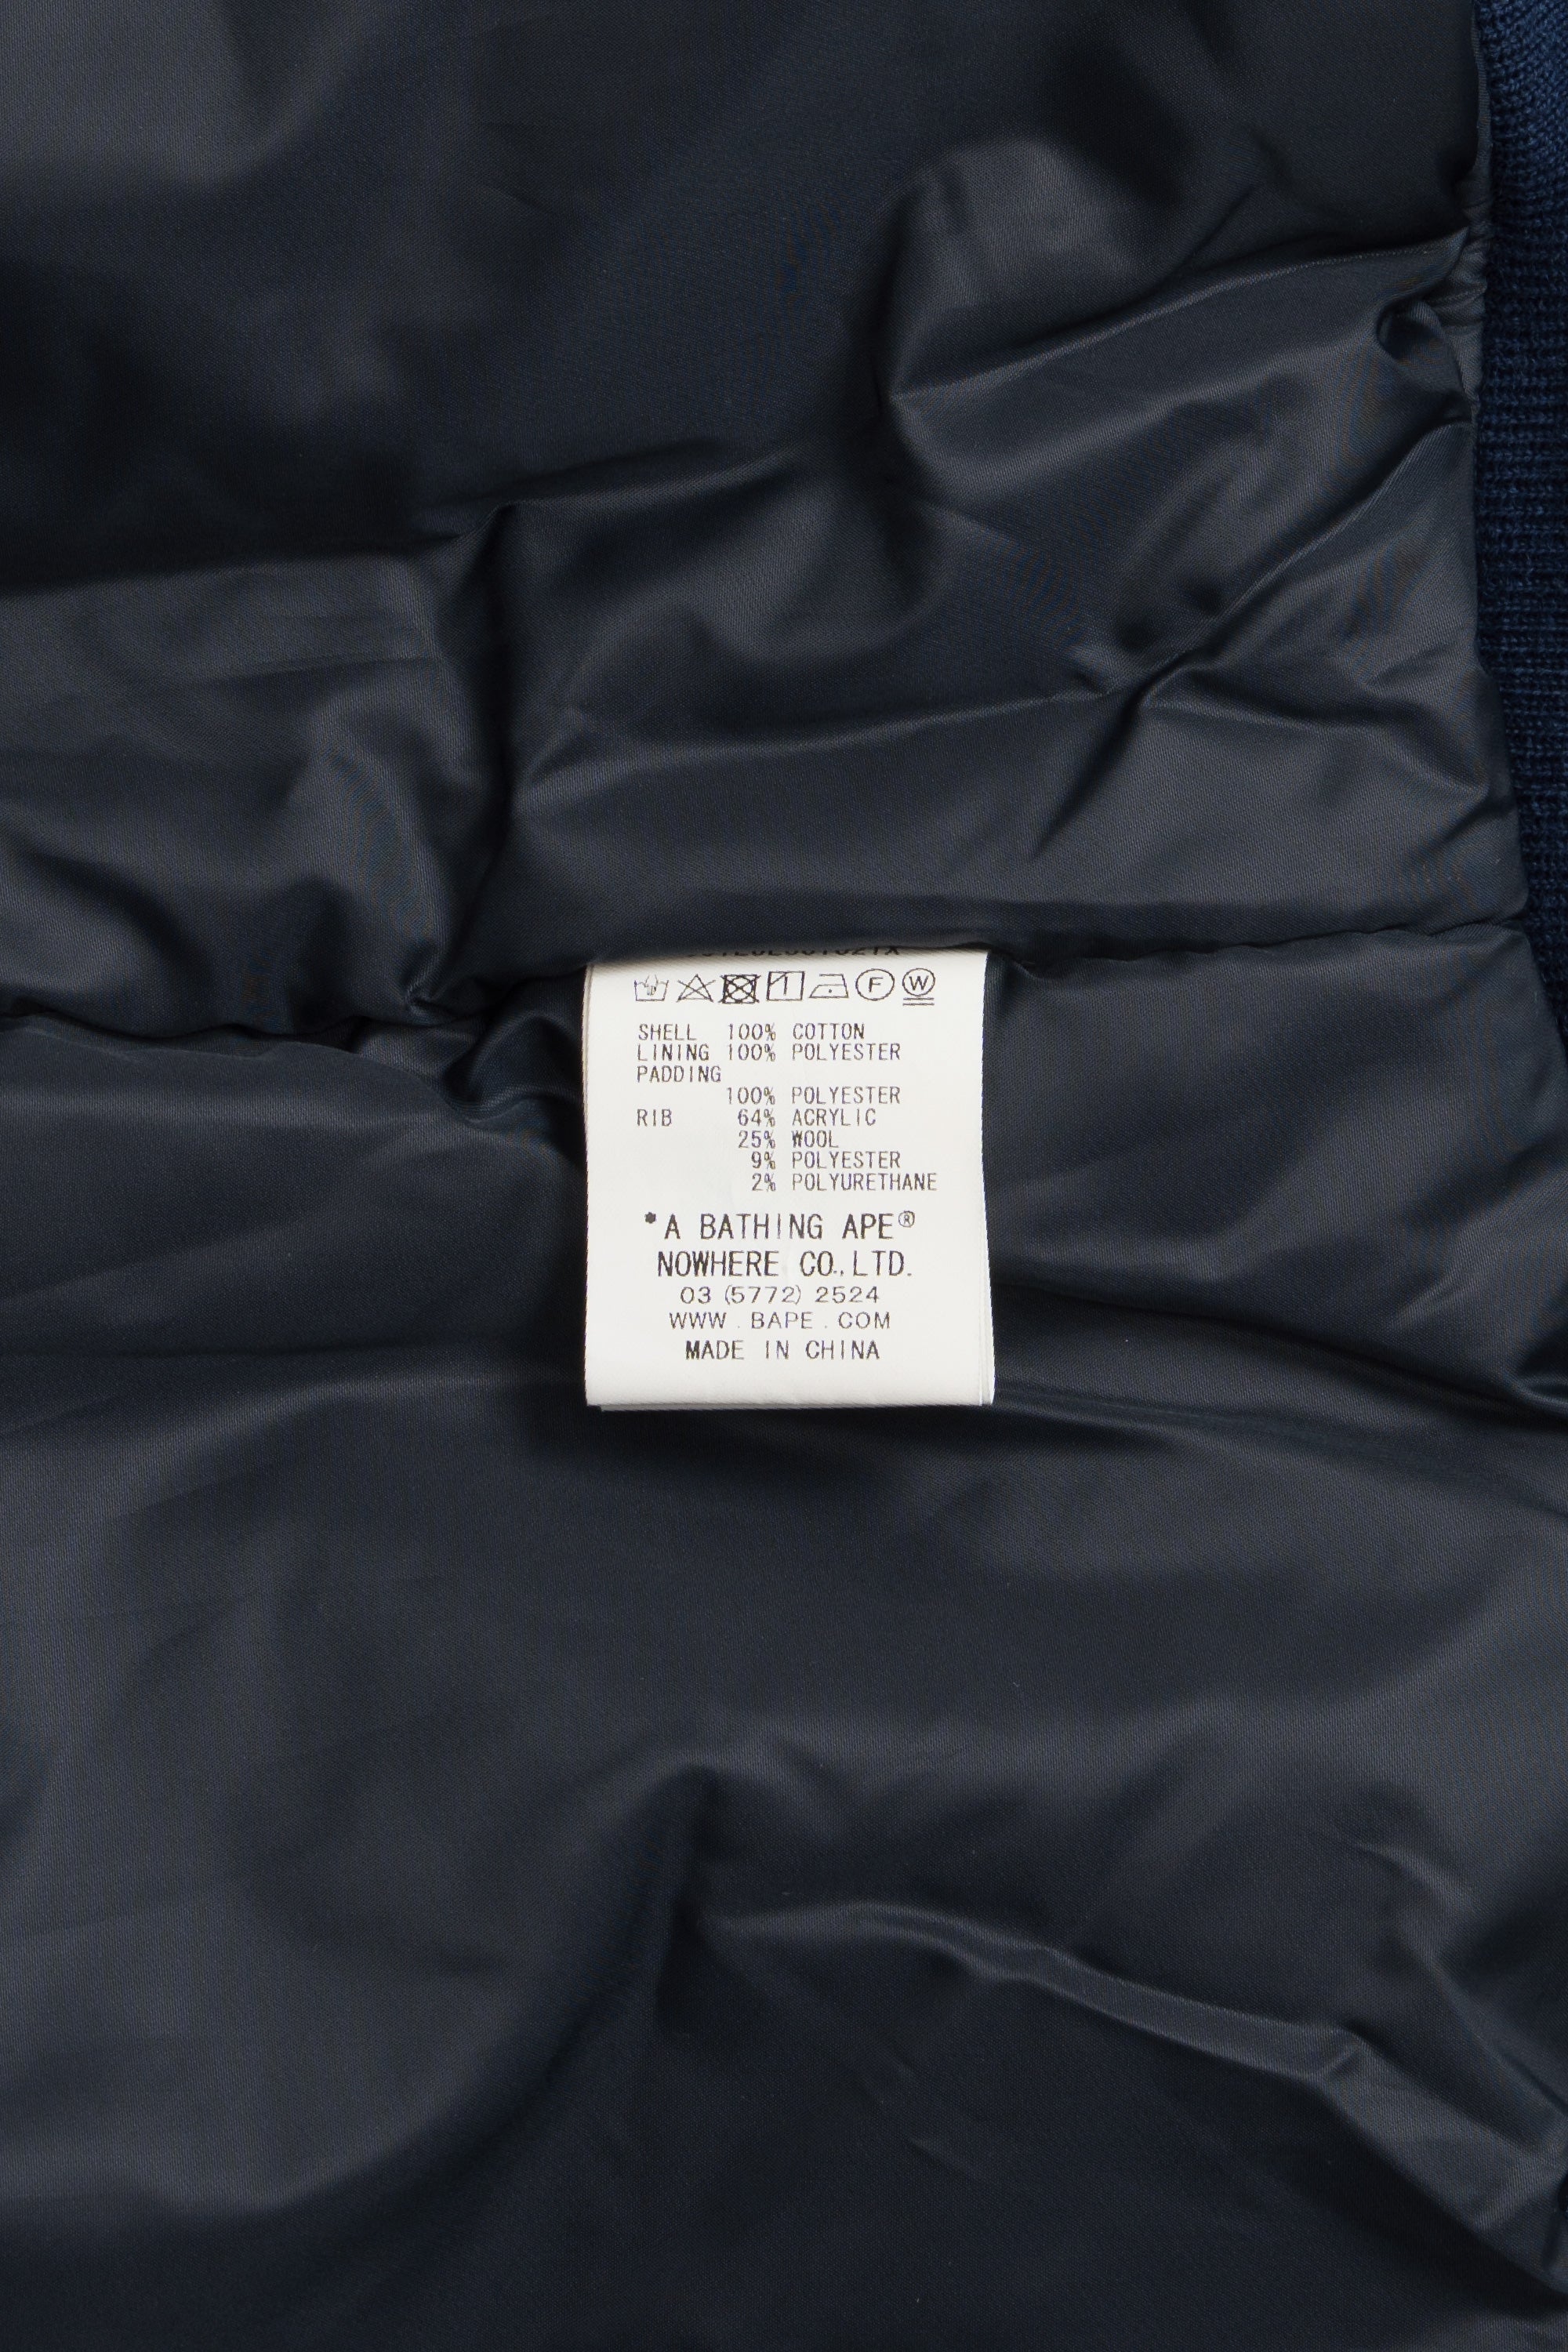 F W
SHELL 100% COTTON
LINING 100% POLYESTER
PADDING
100% POLYESTER
RIB 64% ACRYLIC
25% WOOL
9% POLYESTER
2% POLYURETHANE
*A BATHING APE®
NOWHERE CO.,LTD.
03 (5772) 2524
WWW.BAPE.COM
MADE IN CHINA